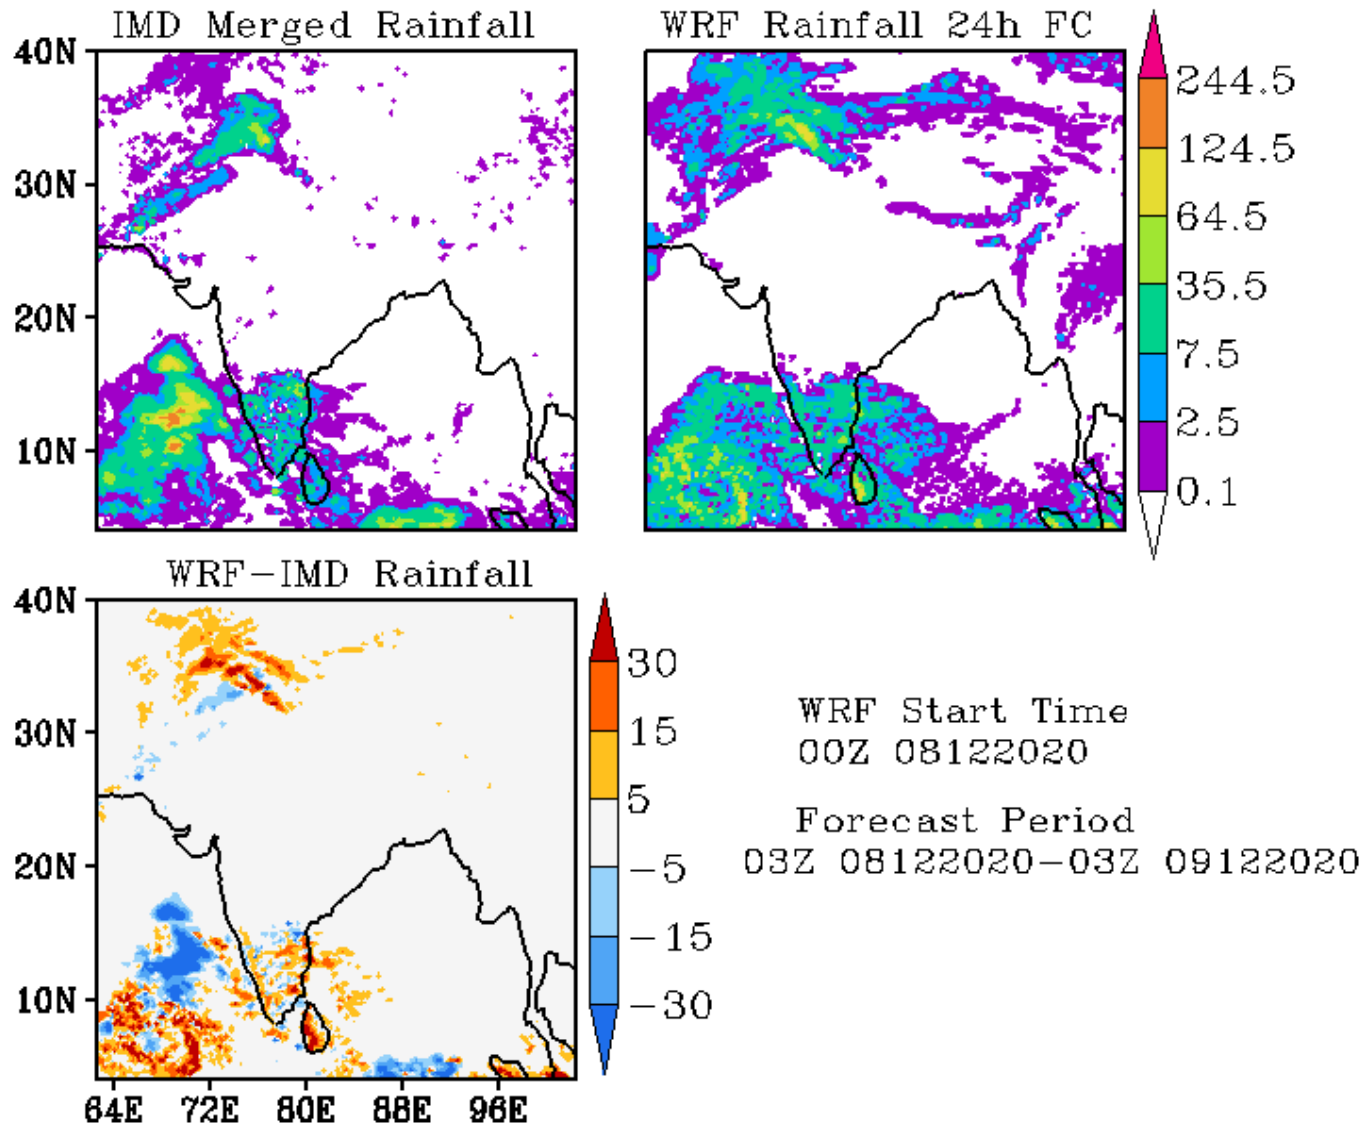 IMD Merged Rainfall
WRF Rainfall 24h FC
40N
30N
20N
10N
244.5
124.5
64.5
35.5
7.5
2.5
0.1
WRF-IMD Rainfall
40N
30N
20N
10N
64E 72E 80E 88E 96E
30
15
5
-5
-15
-30
WRF Start Time
00Z 08122020
Forecast Period
03Z 08122020-03Z 09122020